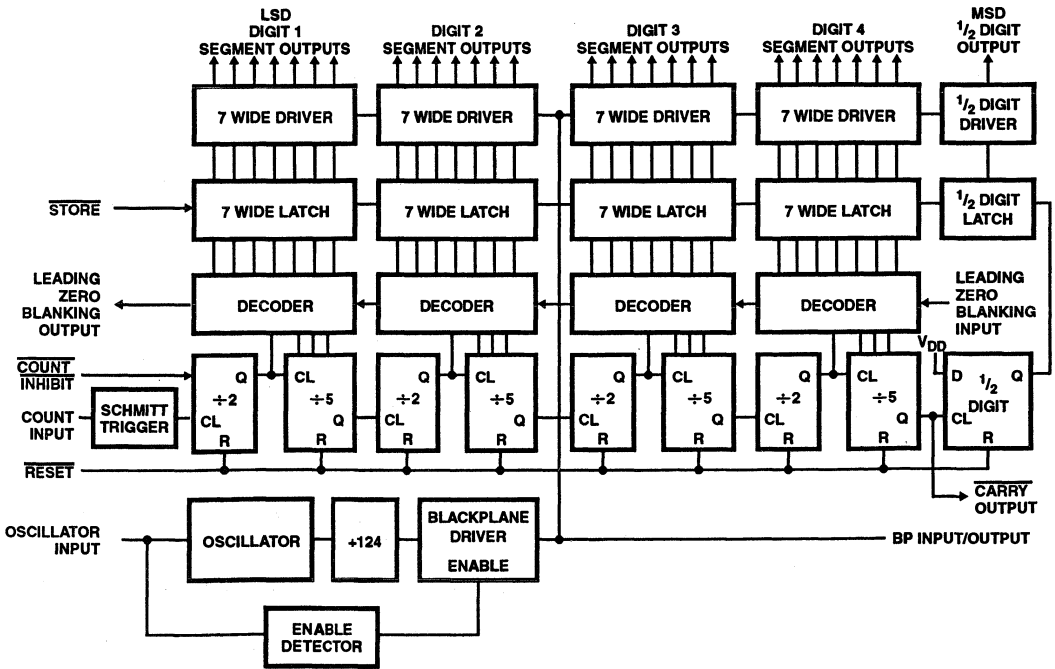 LSD
DIGIT 1
SEGMENT OUTPUTS
DIGIT 2
SEGMENT OUTPUTS
DIGIT 3
SEGMENT OUTPUTS
DIGIT 4
SEGMENT OUTPUTS
MSD
1/2 DIGIT
OUTPUT
7 WIDE DRIVER
7 WIDE DRIVER
7 WIDE DRIVER
7 WIDE DRIVER
1/2 DIGIT
DRIVER
STORE
7 WIDE LATCH
7 WIDE LATCH
7 WIDE LATCH
7 WIDE LATCH
1/2 DIGIT
LATCH
LEADING
ZERO
BLANKING
OUTPUT
DECODER
DECODER
DECODER
DECODER
LEADING
ZERO
BLANKING
INPUT
VDD
COUNT
INHIBIT
COUNT
INPUT
SCHMITT
TRIGGER
Q
÷2
CL
R
CL
÷5
Q
R
Q
÷2
CL
R
CL
÷5
Q
R
Q
÷2
CL
R
CL
÷5
Q
R
Q
÷2
CL
R
CL
÷5
Q
R
D
Q
1/2
DIGIT
CL
R
RESET
CARRY
OUTPUT
OSCILLATOR
INPUT
OSCILLATOR
÷124
BLACKPLANE
DRIVER
ENABLE
BP INPUT/OUTPUT
ENABLE
DETECTOR